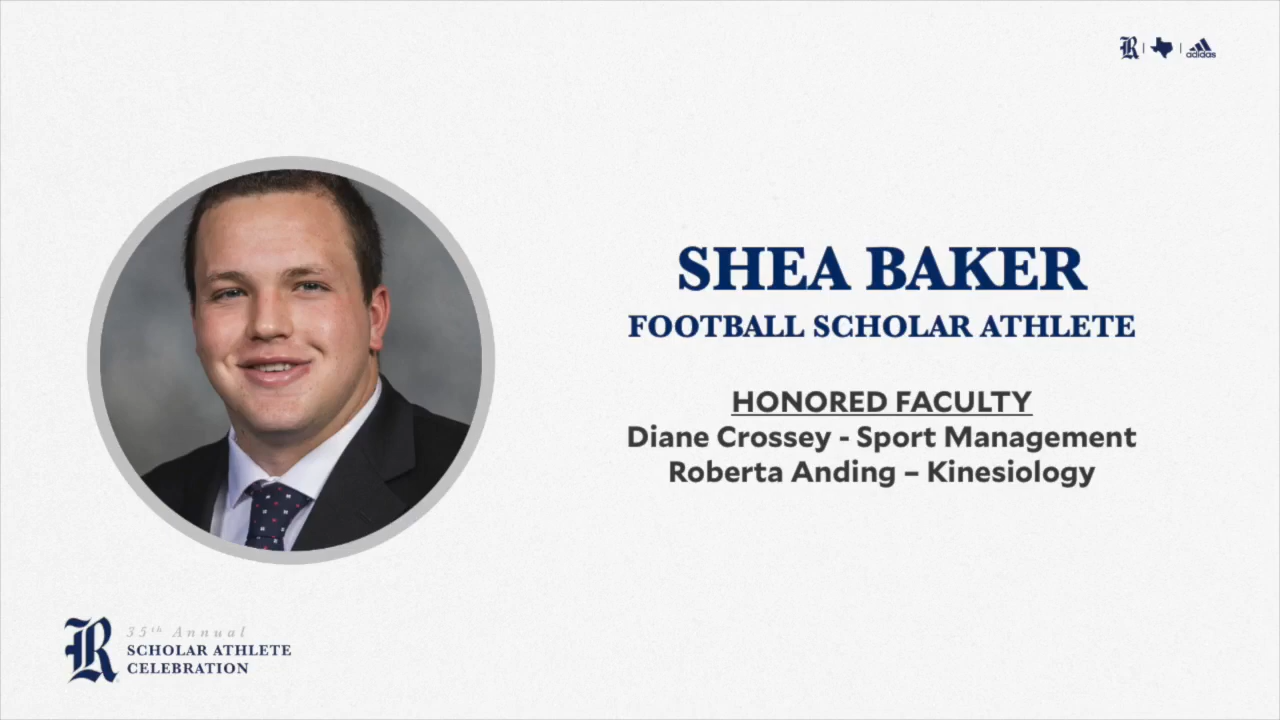 R | | adidas
SHEA BAKER
FOOTBALL SCHOLAR ATHLETE
HONORED FACULTY
Diane Crossey - Sport Management
Roberta Anding – Kinesiology
R
35th Annual
SCHOLAR ATHLETE
CELEBRATION